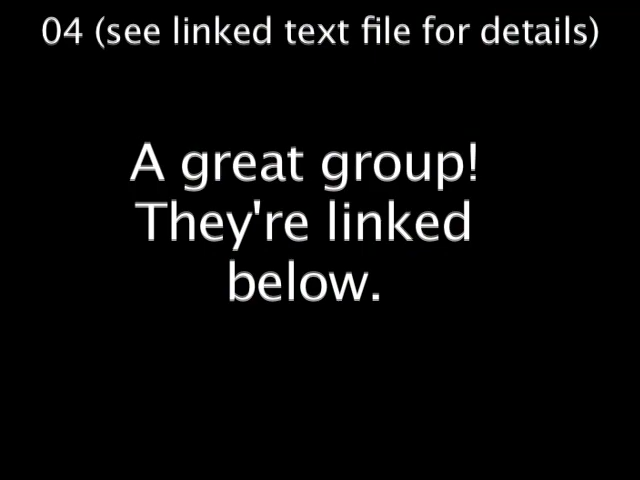 04 (see linked text file for details)
A great group!
They're linked
below.